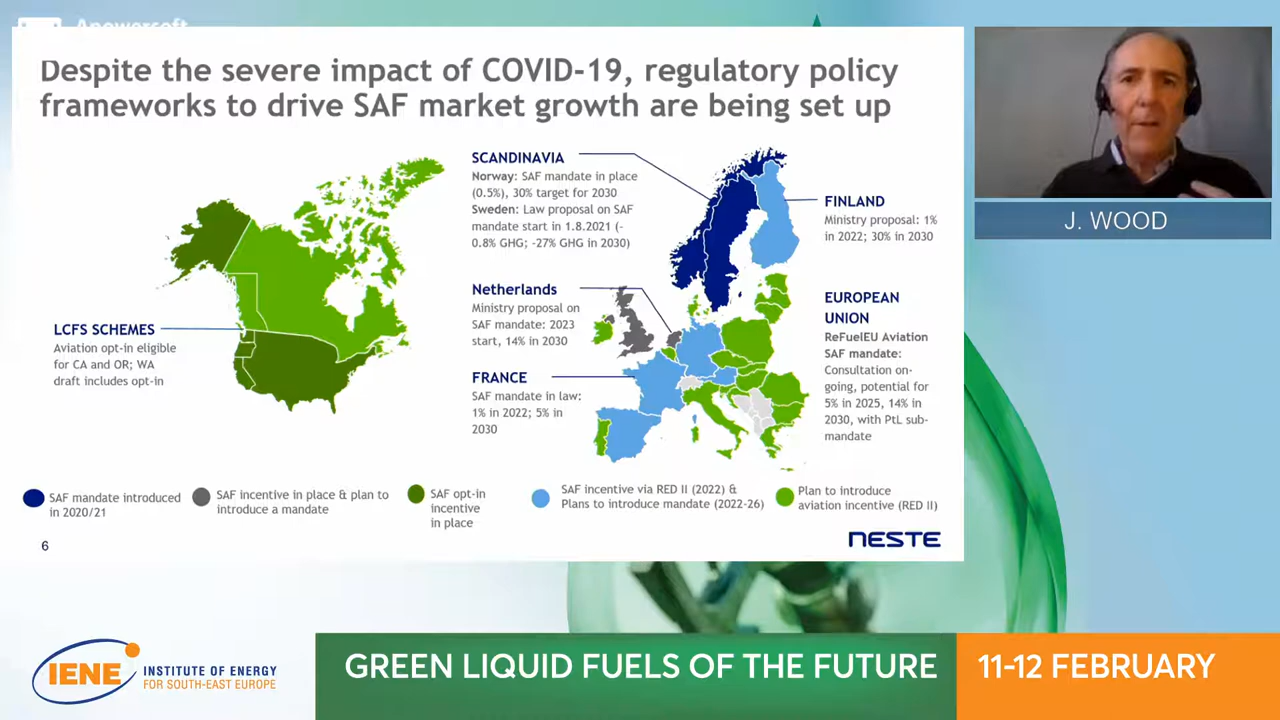 Apowersoft
Despite the severe impact of COVID-19, regulatory policy
frameworks to drive SAF market growth are being set up
SCANDINAVIA
Norway: SAF mandate in place
(0.5%), 30% target for 2030
Sweden: Law proposal on SAF
mandate start in 1.8.2021 (-
0.8% GHG; -27% GHG in 2030)
FINLAND
Ministry proposal: 1%
in 2022; 30% in 2030
Netherlands
Ministry proposal on
SAF mandate: 2023
start, 14% in 2030
EUROPEAN
UNION
ReFuelEU Aviation
SAF mandate:
Consultation on-
going, potential for
5% in 2025, 14% in
2030, with PtL sub-
mandate
LCFS SCHEMES
Aviation opt-in eligible
for CA and OR; WA
draft includes opt-in
FRANCE
SAF mandate in law:
1% in 2022; 5% in
2030
SAF mandate introduced
in 2020/21
SAF incentive in place & plan to
introduce a mandate
SAF opt-in
incentive
in place
SAF incentive via RED II (2022) &
Plans to introduce mandate (2022-26)
Plan to introduce
aviation incentive (RED II)
6
NESTE
J. WOOD
IENE
INSTITUTE OF ENERGY
FOR SOUTH-EAST EUROPE
GREEN LIQUID FUELS OF THE FUTURE
11-12 FEBRUARY